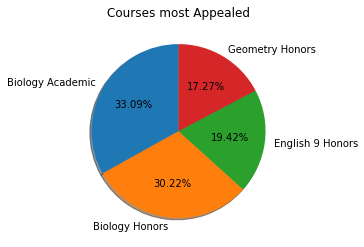 Courses most Appealed
Geometry Honors
Biology Academic
17.27%
33.09%
19.42%
English 9 Honors
30.22%
Biology Honors